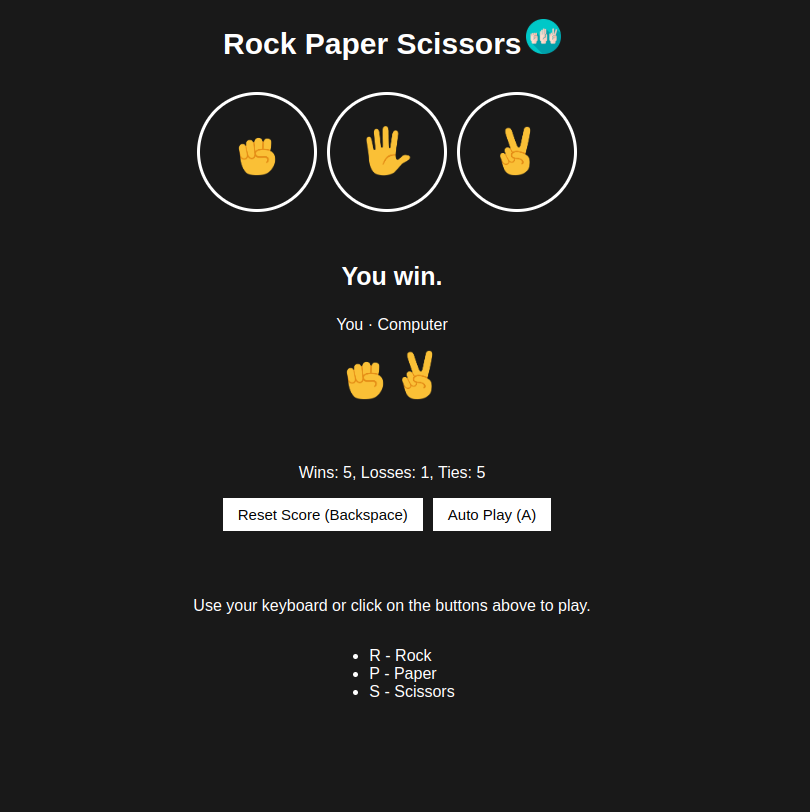 Rock Paper Scissors
You win.
You · Computer
Wins: 5, Losses: 1, Ties: 5
Reset Score (Backspace) Auto Play (A)
Use your keyboard or click on the buttons above to play.
• R - Rock
• P - Paper
• S - Scissors